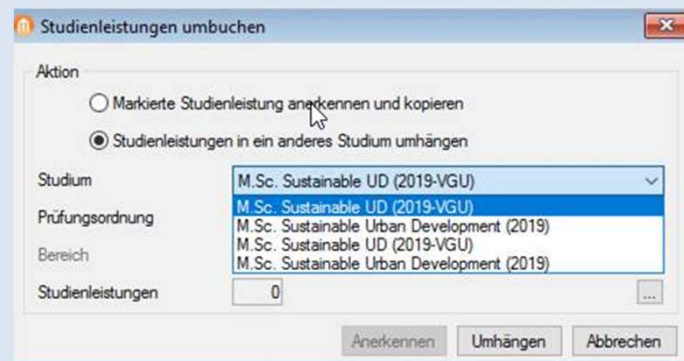 Studienleistungen umbuchen
Aktion
Markierte Studienleistung anerkennen und kopieren
Studienleistungen in ein anderes Studium umhängen
Studium M.Sc. Sustainable UD (2019-VGU)
M.Sc. Sustainable UD (2019-VGU)
Prüfungsordnung M.Sc. Sustainable Urban Development (2019)
M.Sc. Sustainable UD (2019-VGU)
Bereich M.Sc. Sustainable Urban Development (2019)
Studienleistungen 0 ...
Anerkennen Umhängen Abbrechen